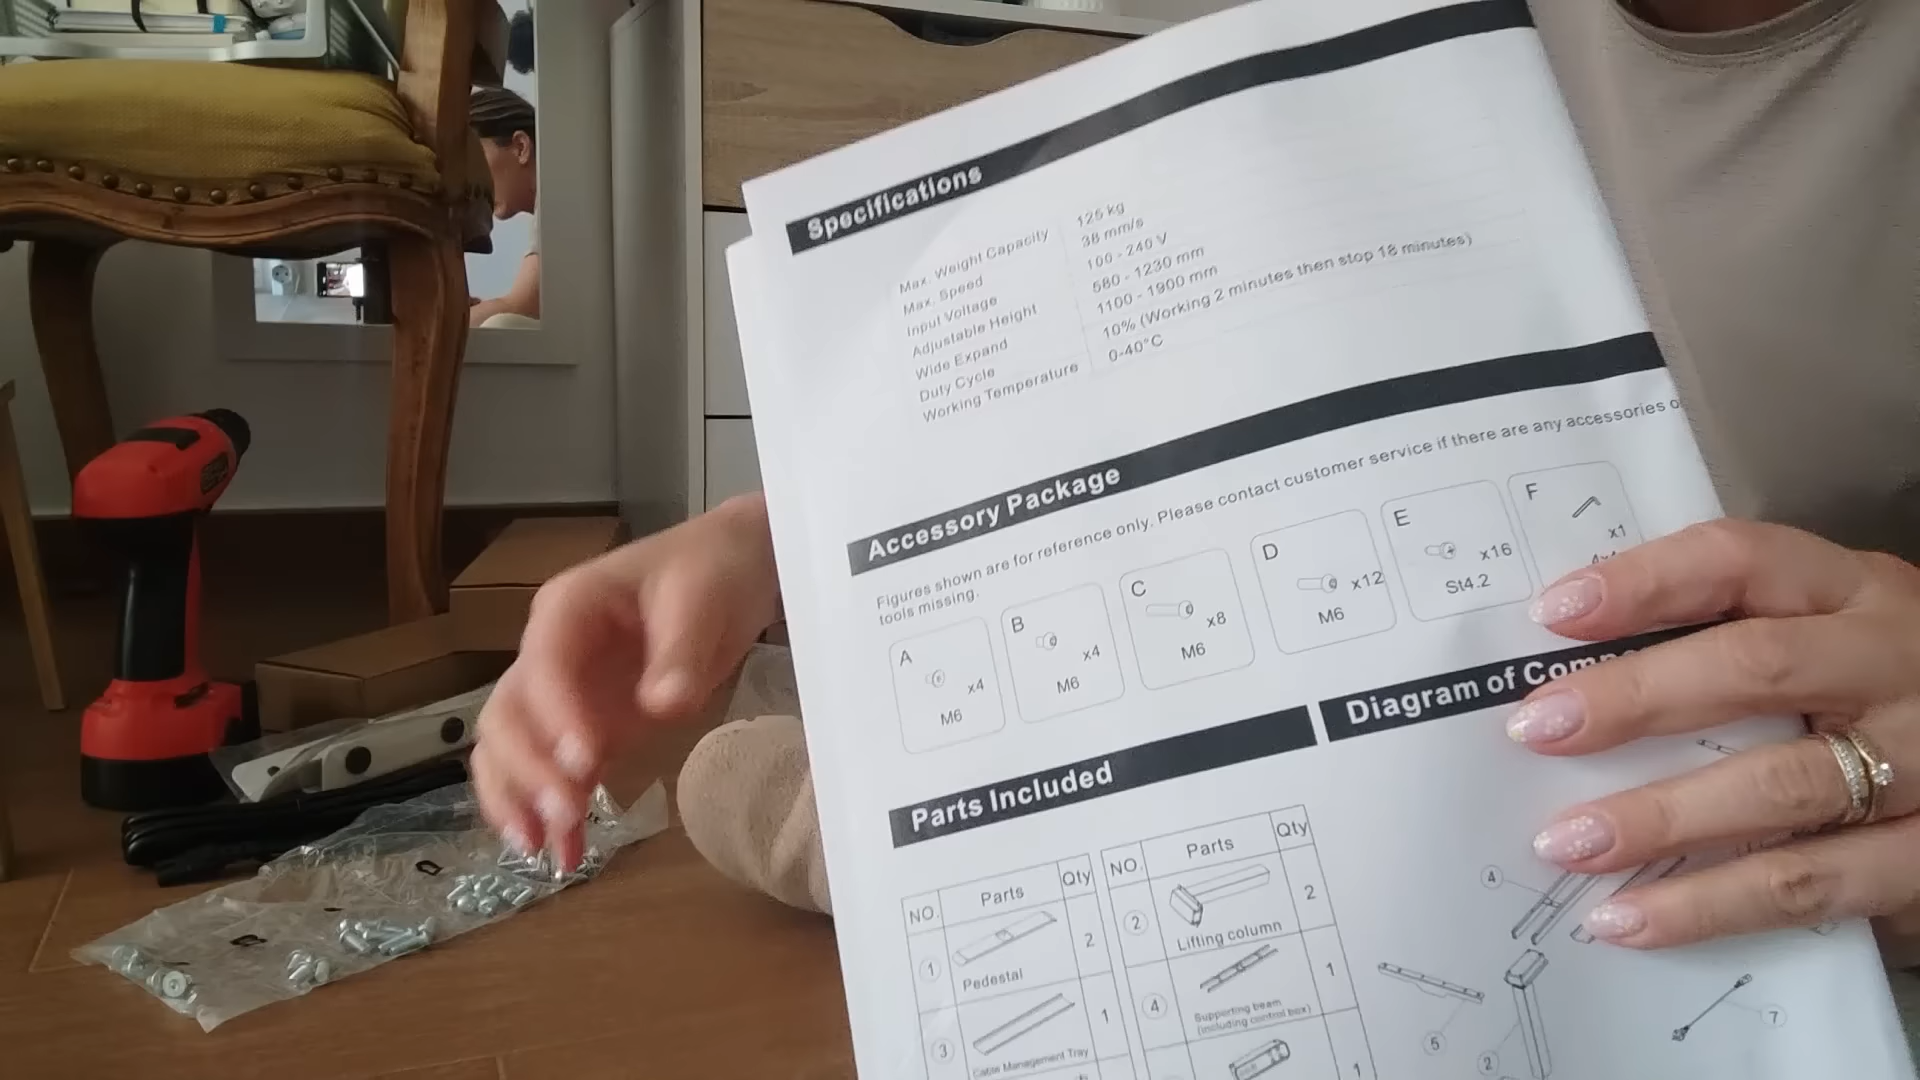 Specifications
Max. Weight Capacity 125 kg
Max. Speed 38 mm/s
Input Voltage 100 - 240 V
Adjustable Height 580 - 1230 mm
Wide Expand 1100 - 1900 mm
Duty Cycle 10% (Working 2 minutes then stop 18 minutes)
Working Temperature 0-40°C
Accessory Package
Figures shown are for reference only. Please contact customer service if there are any accessories o
tools missing.
A x4 M6
B x4 M6
C x8 M6
D x12 M6
E x16 St4.2
F x1
Parts Included
Diagram of Compo
NO. Parts Qty NO. Parts Qty
1 Pedestal 2
2 Lifting column 2
3 Cable Management Tray 1
4 Supporting beam (including control box) 1
1
4
5
2
7